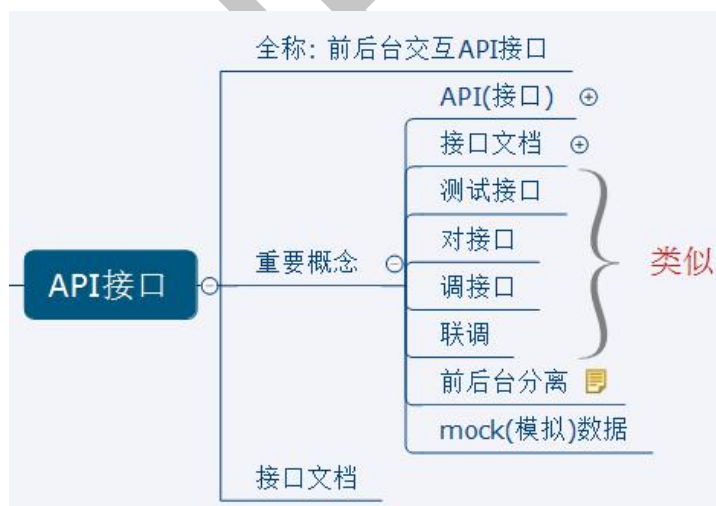 全称: 前后台交互API接口
API(接口)
接口文档
测试接口
对接口
重要概念
类似
API接口
调接口
联调
前后台分离
mock(模拟)数据
接口文档